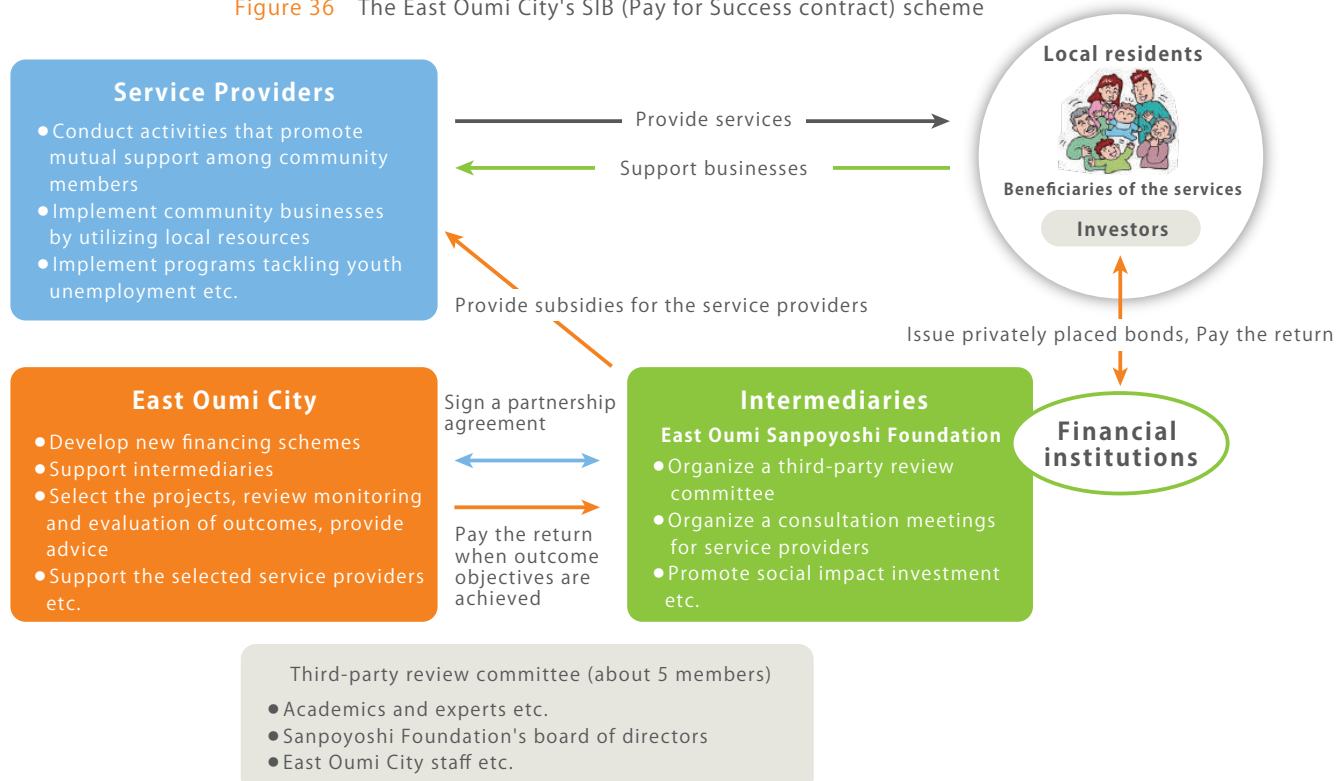 Figure 36 The East Oumi City's SIB (Pay for Success contract) scheme
Service Providers
●Conduct activities that promote
mutual support among community
members
●Implement community businesses
by utilizing local resources
●Implement programs tackling youth
unemployment etc.
Provide services
Support businesses
Local residents
Beneficiaries of the services
Investors
Provide subsidies for the service providers
Issue privately placed bonds, Pay the return
East Oumi City
●Develop new financing schemes
●Support intermediaries
●Select the projects, review monitoring
and evaluation of outcomes, provide
advice
●Support the selected service providers
etc.
Sign a partnership
agreement
Pay the return
when outcome
objectives are
achieved
Intermediaries
East Oumi Sanpoyoshi Foundation
●Organize a third-party review
committee
●Organize a consultation meetings
for service providers
●Promote social impact investment
etc.
Financial
institutions
Third-party review committee (about 5 members)
●Academics and experts etc.
●Sanpoyoshi Foundation's board of directors
●East Oumi City staff etc.